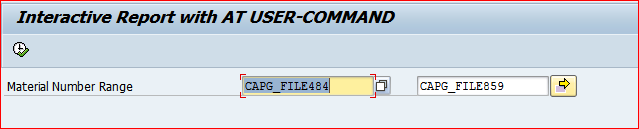 Interactive Report with AT USER-COMMAND
Material Number Range CAPG_FILE484 CAPG_FILE859